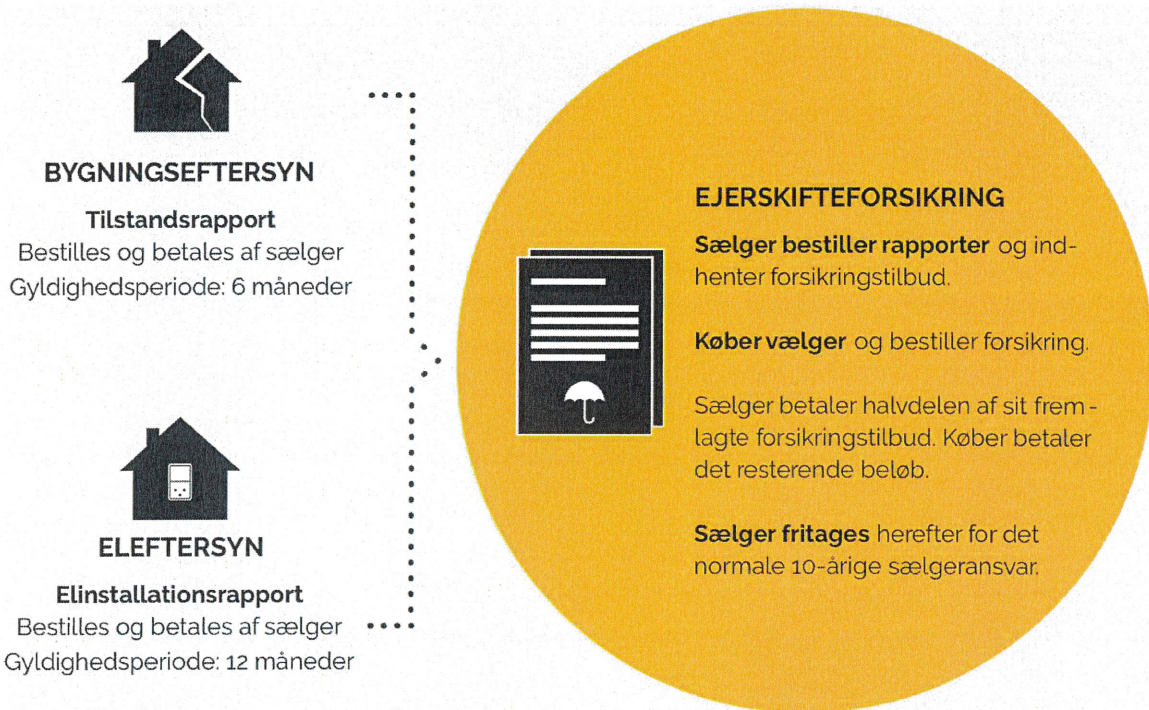 BYGNINGSEFTERSYN
Tilstandsrapport
Bestilles og betales af sælger
Gyldighedsperiode: 6 måneder
ELEFTERSYN
Elinstallationsrapport
Bestilles og betales af sælger
Gyldighedsperiode: 12 måneder
EJERSKIFTEFORSIKRING
Sælger bestiller rapporter og ind-
henter forsikringstilbud.
Køber vælger og bestiller forsikring.
Sælger betaler halvdelen af sit frem-
lagte forsikringstilbud. Køber betaler
det resterende beløb.
Sælger fritages herefter for det
normale 10-årige sælgeransvar.